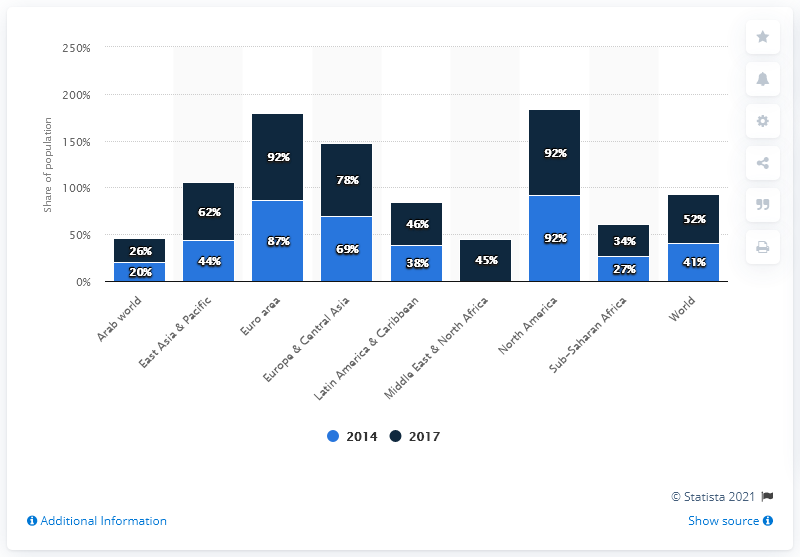 250%
200%
150%
100%
50%
0%
Share of population
26%
20%
62%
44%
92%
87%
78%
69%
46%
38%
45%
92%
92%
34%
27%
52%
41%
Arab world
East Asia & Pacific
Euro area
Europe & Central Asia
Latin America & Caribbean
Middle East & North Africa
North America
Sub-Saharan Africa
World
2014 2017
© Statista 2021
Additional Information Show source